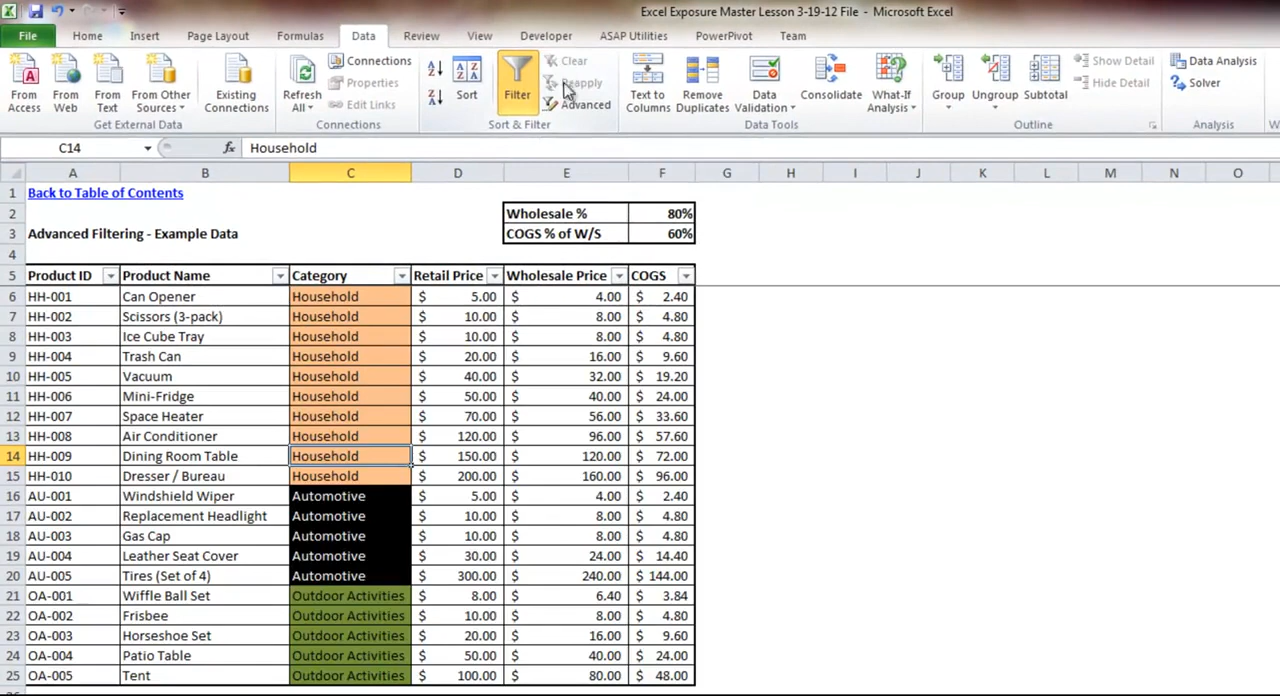 Excel Exposure Master Lesson 3-19-12 File - Microsoft Excel
File Home Insert Page Layout Formulas Data Review View Developer ASAP Utilities PowerPivot Team
From Access From Web From Text From Other Sources Existing Connections
Refresh All Connections Properties Edit Links
Sort Filter Clear Reapply Advanced
Text to Columns Remove Duplicates Data Validation Consolidate What-If Analysis
Group Ungroup Subtotal Show Detail Hide Detail
Data Analysis Solver
Get External Data Connections Sort & Filter Data Tools Outline Analysis
C14 fx Household
A B C D E F G H I J K L M N O
1 Back to Table of Contents
2 Wholesale % 80%
3 Advanced Filtering - Example Data COGS % of W/S 60%
4
5 Product ID Product Name Category Retail Price Wholesale Price COGS
6 HH-001 Can Opener Household $ 5.00 $ 4.00 $ 2.40
7 HH-002 Scissors (3-pack) Household $ 10.00 $ 8.00 $ 4.80
8 HH-003 Ice Cube Tray Household $ 10.00 $ 8.00 $ 4.80
9 HH-004 Trash Can Household $ 20.00 $ 16.00 $ 9.60
10 HH-005 Vacuum Household $ 40.00 $ 32.00 $ 19.20
11 HH-006 Mini-Fridge Household $ 50.00 $ 40.00 $ 24.00
12 HH-007 Space Heater Household $ 70.00 $ 56.00 $ 33.60
13 HH-008 Air Conditioner Household $ 120.00 $ 96.00 $ 57.60
14 HH-009 Dining Room Table Household $ 150.00 $ 120.00 $ 72.00
15 HH-010 Dresser / Bureau Household $ 200.00 $ 160.00 $ 96.00
16 AU-001 Windshield Wiper Automotive $ 5.00 $ 4.00 $ 2.40
17 AU-002 Replacement Headlight Automotive $ 10.00 $ 8.00 $ 4.80
18 AU-003 Gas Cap Automotive $ 10.00 $ 8.00 $ 4.80
19 AU-004 Leather Seat Cover Automotive $ 30.00 $ 24.00 $ 14.40
20 AU-005 Tires (Set of 4) Automotive $ 300.00 $ 240.00 $ 144.00
21 OA-001 Wiffle Ball Set Outdoor Activities $ 8.00 $ 6.40 $ 3.84
22 OA-002 Frisbee Outdoor Activities $ 10.00 $ 8.00 $ 4.80
23 OA-003 Horseshoe Set Outdoor Activities $ 20.00 $ 16.00 $ 9.60
24 OA-004 Patio Table Outdoor Activities $ 50.00 $ 40.00 $ 24.00
25 OA-005 Tent Outdoor Activities $ 100.00 $ 80.00 $ 48.00